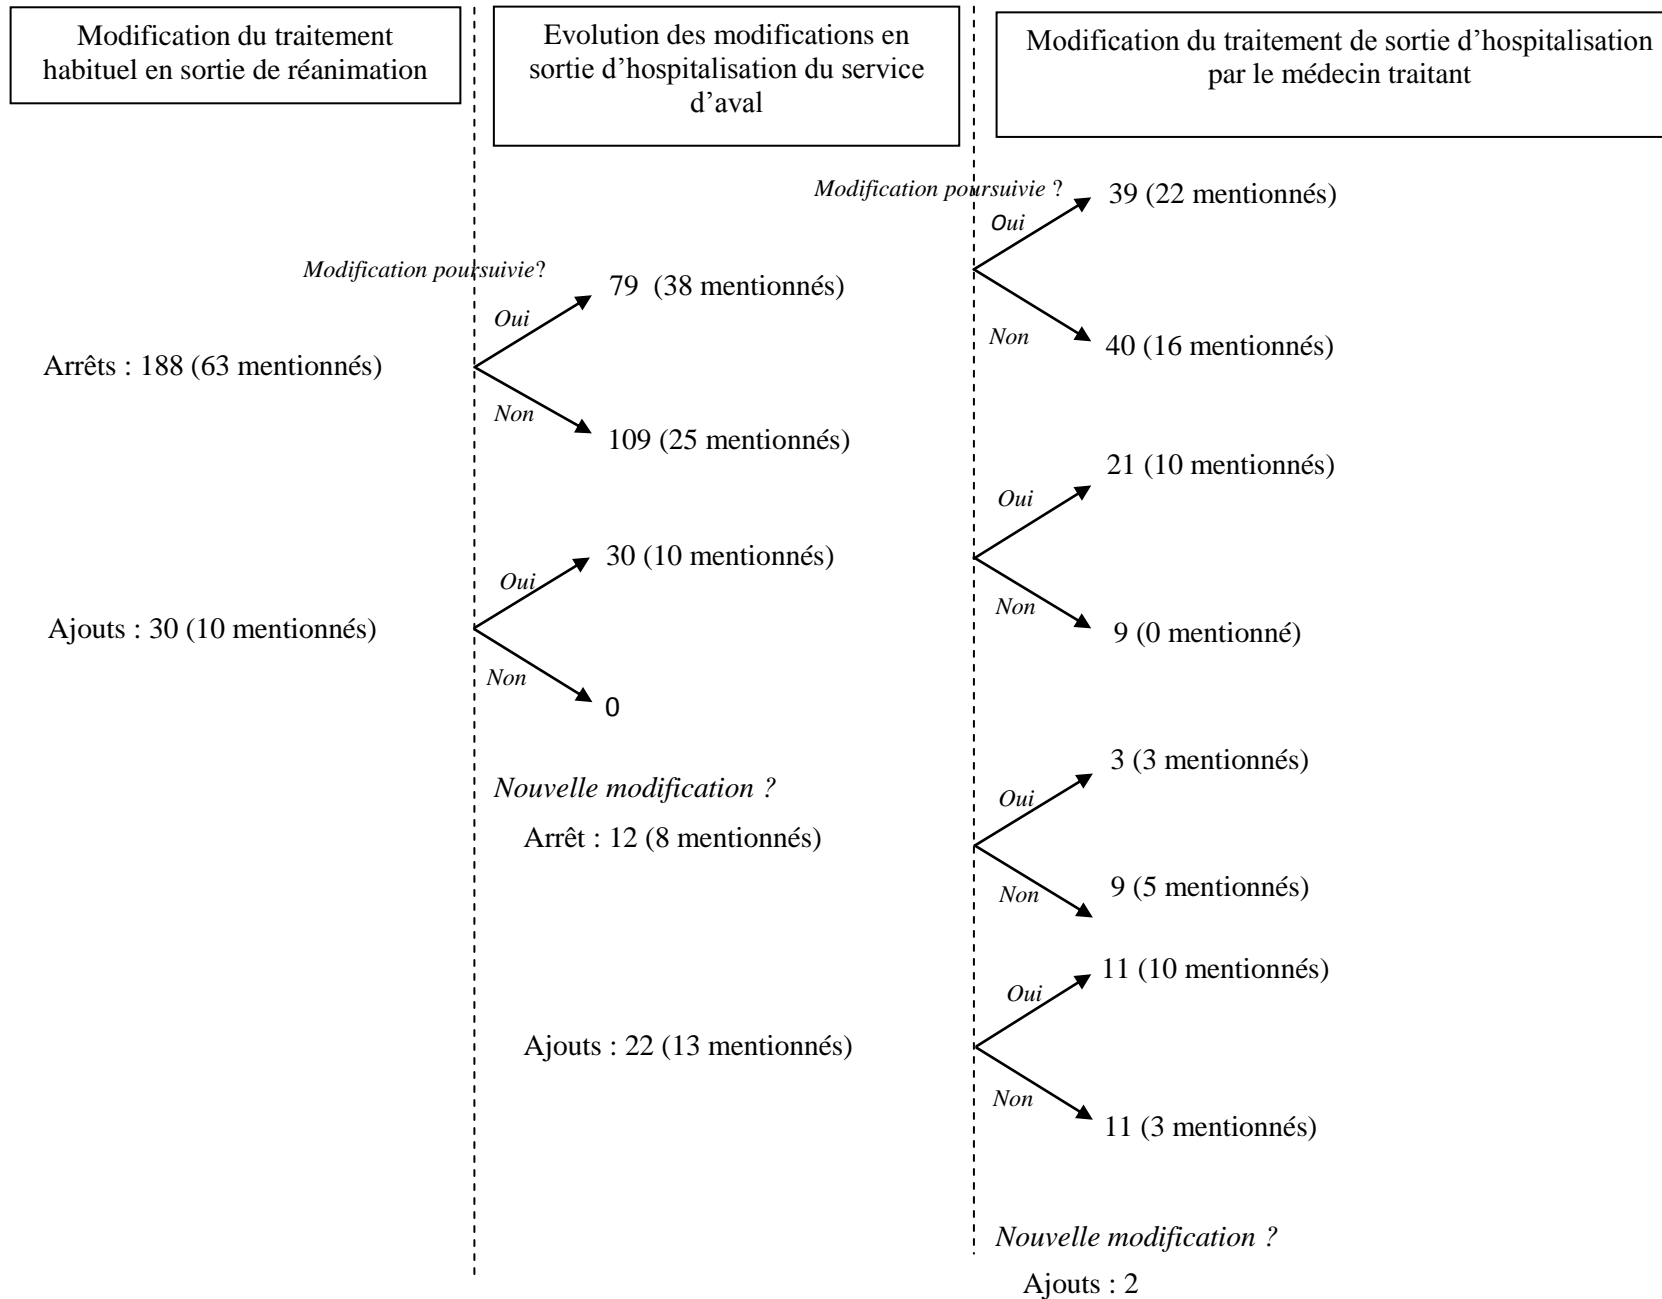 Modification du traitement
habituel en sortie de réanimation
Evolution des modifications en
sortie d’hospitalisation du service
d’aval
Modification du traitement de sortie d’hospitalisation
par le médecin traitant
Modification poursuivie ?
Oui
39 (22 mentionnés)
Non
40 (16 mentionnés)
Modification poursuivie?
Oui
79 (38 mentionnés)
Arrêts : 188 (63 mentionnés)
Non
109 (25 mentionnés)
Oui
21 (10 mentionnés)
Non
9 (0 mentionné)
Oui
30 (10 mentionnés)
Ajouts : 30 (10 mentionnés)
Non
0
Nouvelle modification ?
Arrêt : 12 (8 mentionnés)
Oui
3 (3 mentionnés)
Non
9 (5 mentionnés)
Ajouts : 22 (13 mentionnés)
Oui
11 (10 mentionnés)
Non
11 (3 mentionnés)
Nouvelle modification ?
Ajouts : 2